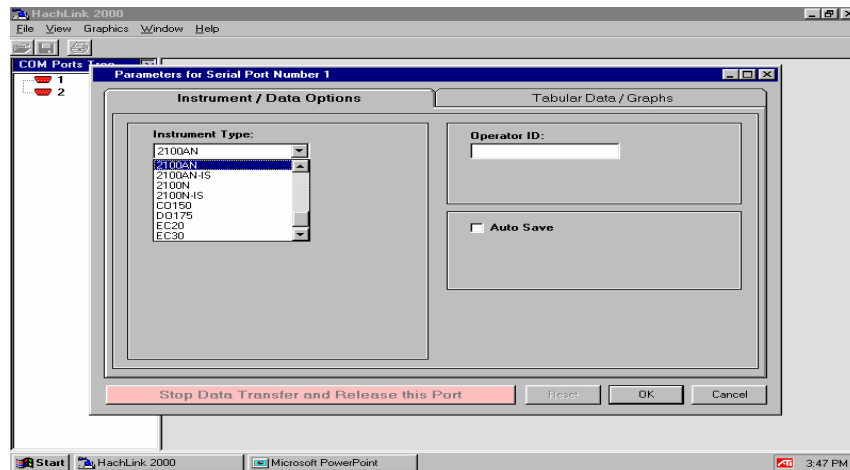 HachLink 2000
File View Graphics Window Help
COM Ports Tree
1
2
Parameters for Serial Port Number 1
Instrument / Data Options
Tabular Data / Graphs
Instrument Type:
2100AN
2100AN
2100AN-IS
2100N
2100N-IS
CO150
DO175
EC20
EC30
Operator ID:
Auto Save
Stop Data Transfer and Release this Port
Reset
OK
Cancel
Start
HachLink 2000
Microsoft PowerPoint
ATI
3:47 PM